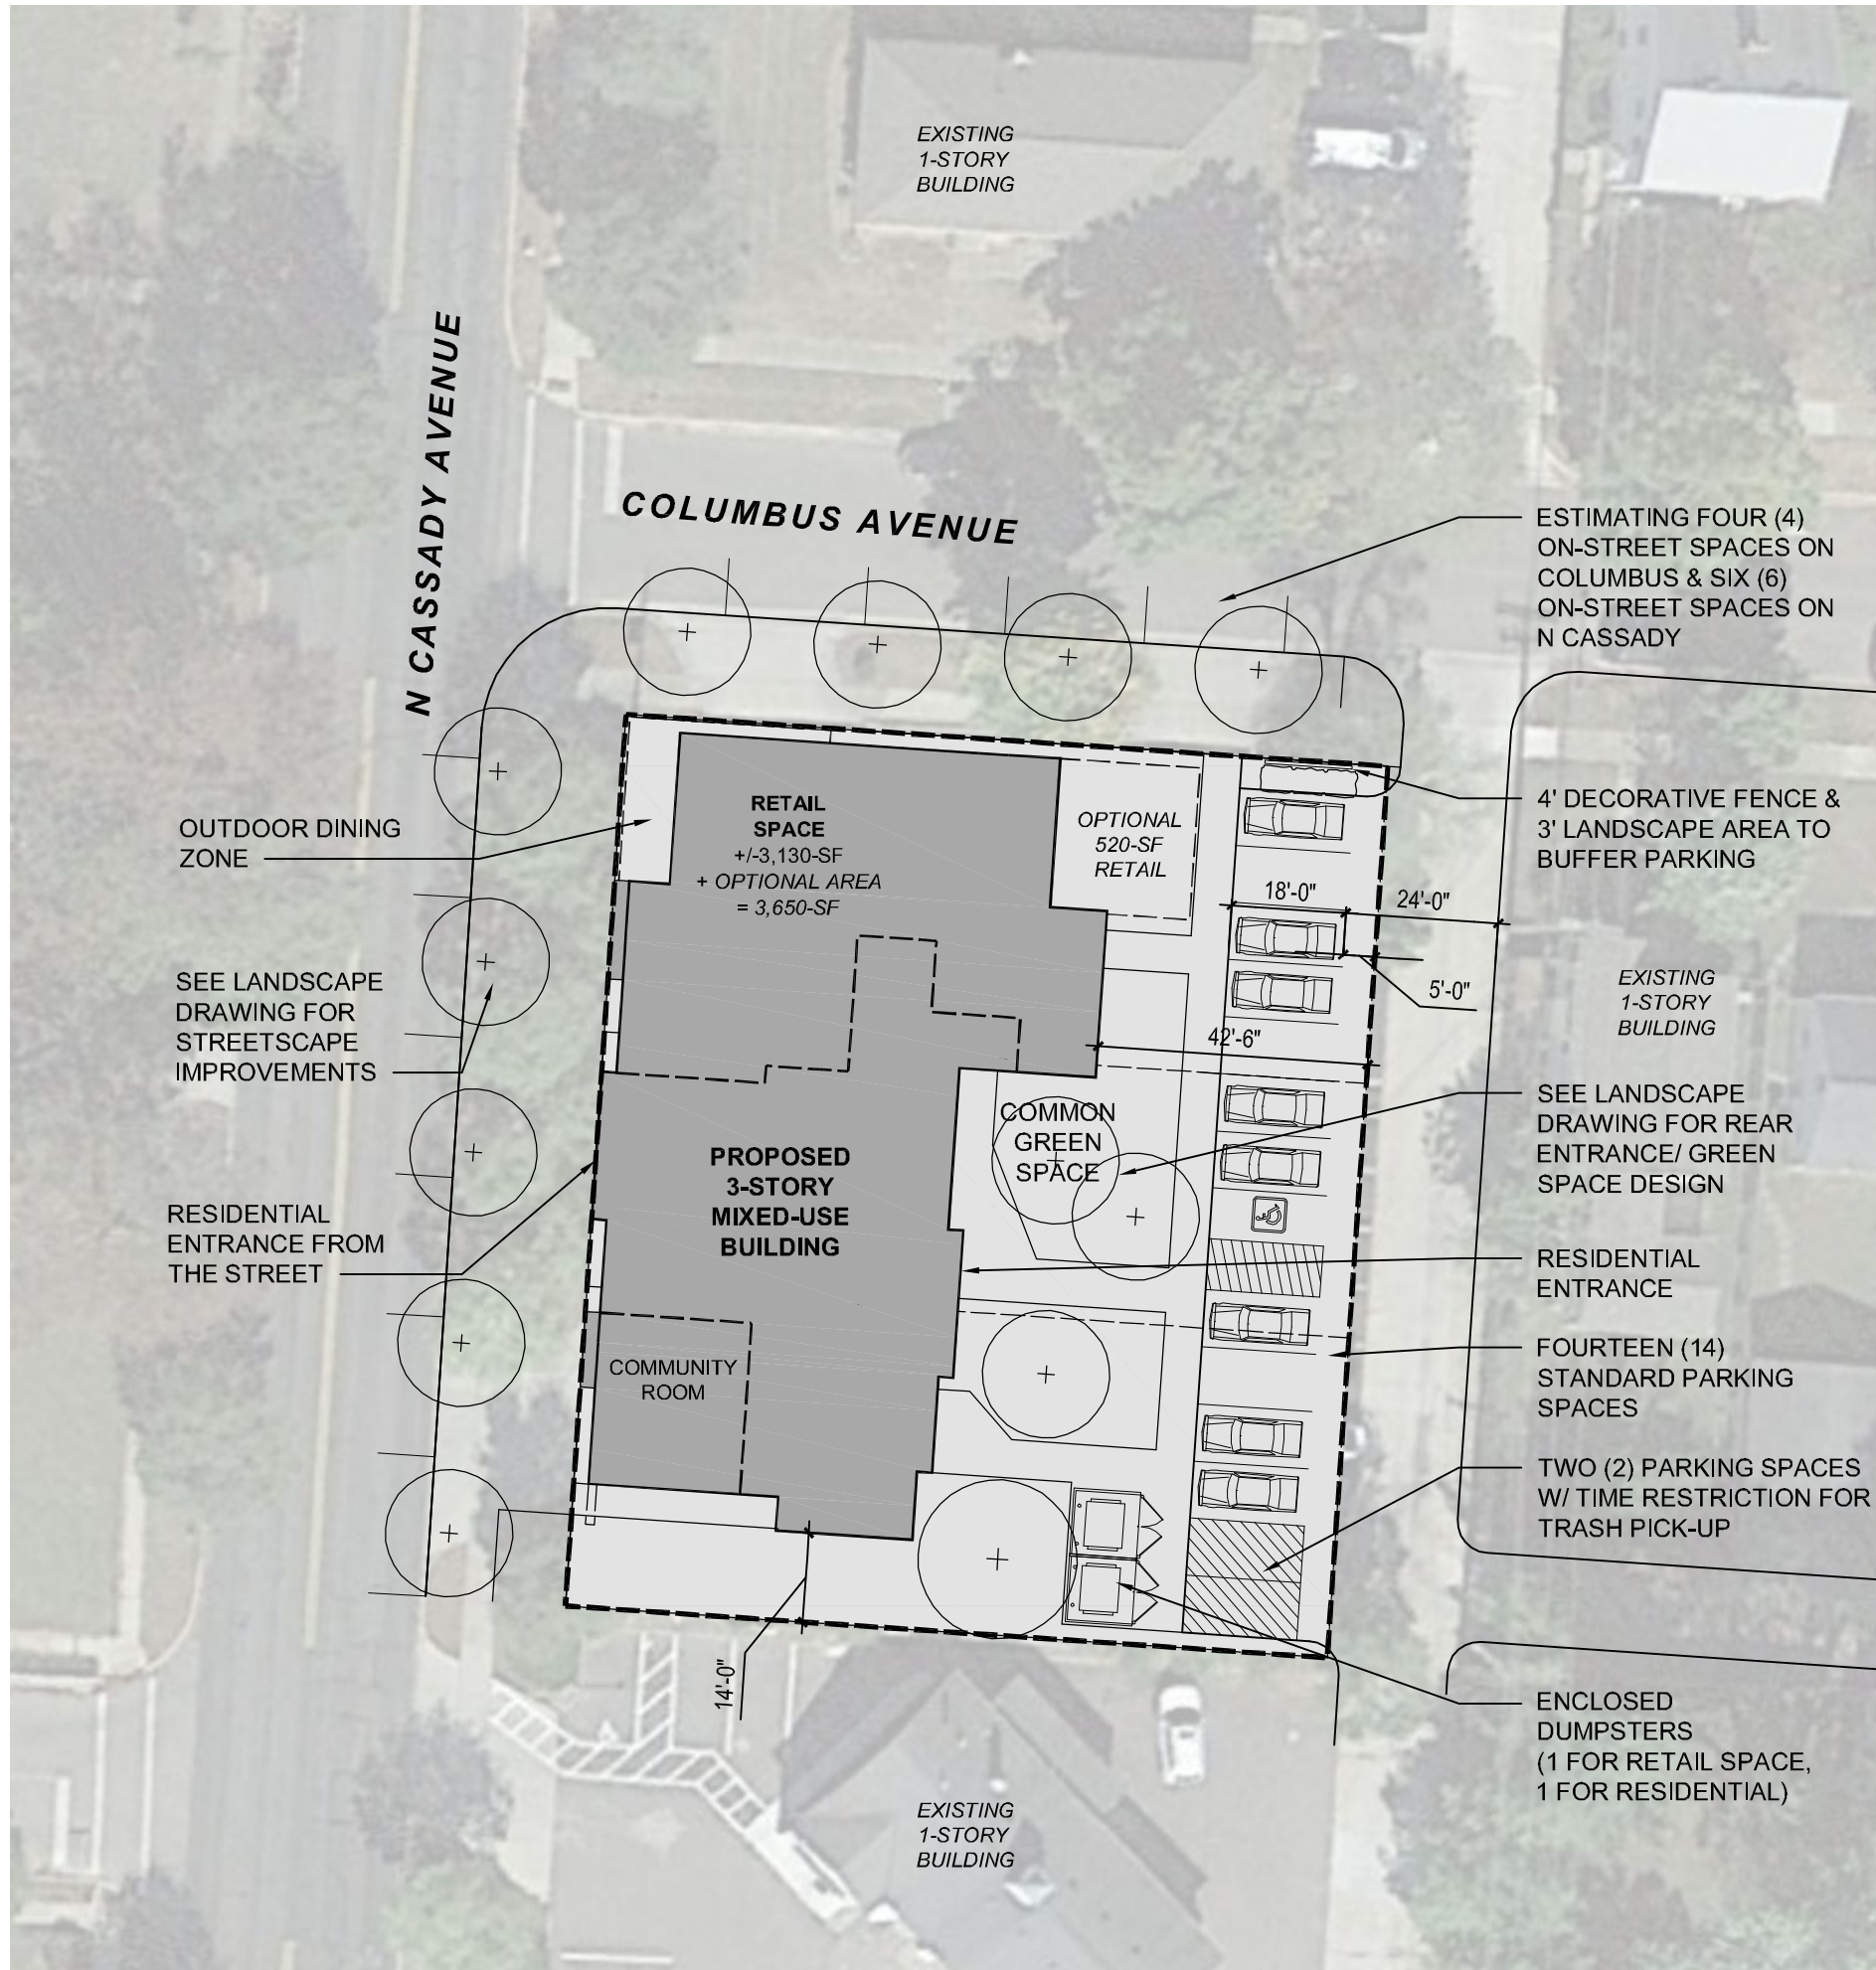 EXISTING
1-STORY
BUILDING
N CASSADY AVENUE
COLUMBUS AVENUE
ESTIMATING FOUR (4)
ON-STREET SPACES ON
COLUMBUS & SIX (6)
ON-STREET SPACES ON
N CASSADY
4' DECORATIVE FENCE &
3' LANDSCAPE AREA TO
BUFFER PARKING
OUTDOOR DINING
ZONE
RETAIL
SPACE
+/-3,130-SF
+ OPTIONAL AREA
= 3,650-SF
OPTIONAL
520-SF
RETAIL
18'-0"
24'-0"
5'-0"
42'-6"
SEE LANDSCAPE
DRAWING FOR
STREETSCAPE
IMPROVEMENTS
EXISTING
1-STORY
BUILDING
COMMON
GREEN
SPACE
SEE LANDSCAPE
DRAWING FOR REAR
ENTRANCE/ GREEN
SPACE DESIGN
PROPOSED
3-STORY
MIXED-USE
BUILDING
RESIDENTIAL
ENTRANCE FROM
THE STREET
RESIDENTIAL
ENTRANCE
FOURTEEN (14)
STANDARD PARKING
SPACES
COMMUNITY
ROOM
TWO (2) PARKING SPACES
W/ TIME RESTRICTION FOR
TRASH PICK-UP
14'-0"
ENCLOSED
DUMPSTERS
(1 FOR RETAIL SPACE,
1 FOR RESIDENTIAL)
EXISTING
1-STORY
BUILDING